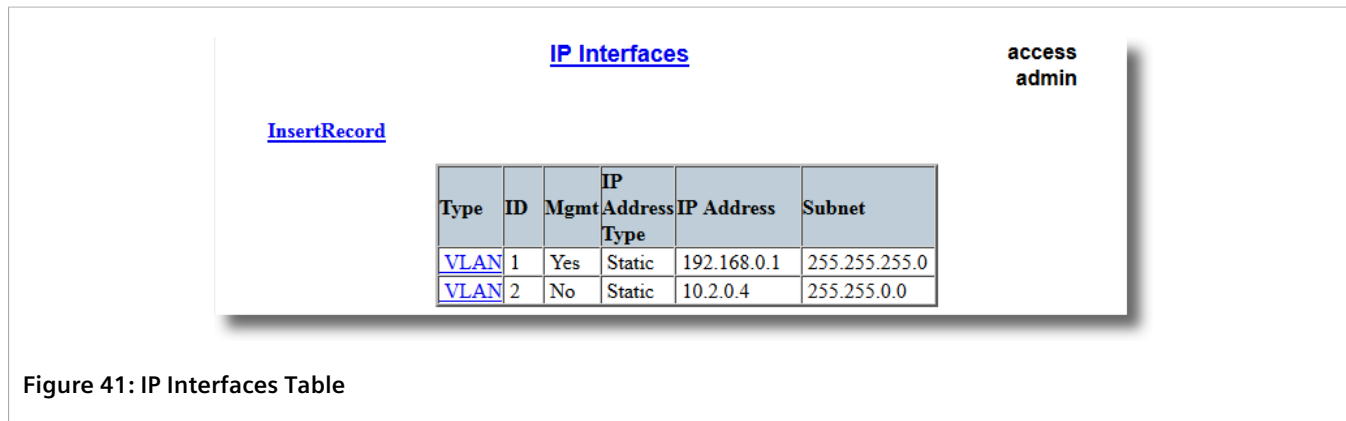 IP Interfaces
access
admin
InsertRecord
Type ID Mgmt IP Address Type IP Address Subnet
VLAN 1 Yes Static 192.168.0.1 255.255.255.0
VLAN 2 No Static 10.2.0.4 255.255.0.0
Figure 41: IP Interfaces Table